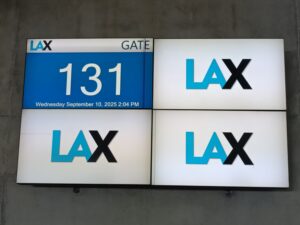 LAX GATE
131
Wednesday September 10, 2025 2:04 PM
LAX
LAX
LAX